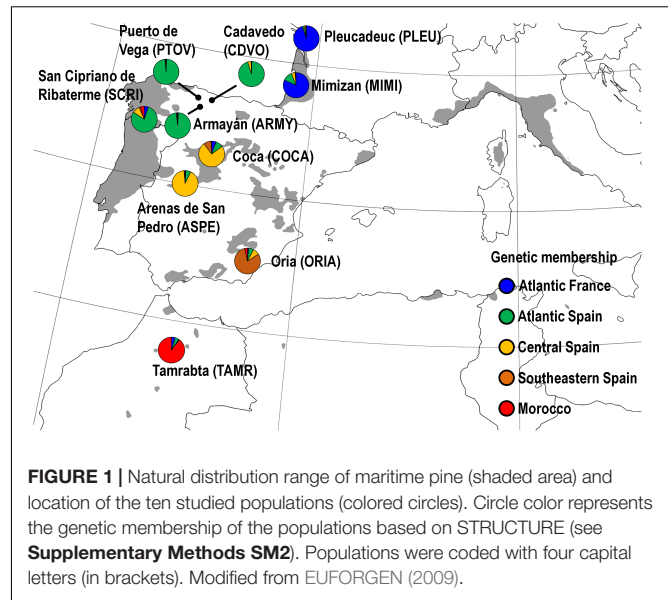 Puerto de
Vega (PTOV)
Cadavedo
(CDVO)
Pleucadeuc (PLEU)
San Cipriano de
Ribaterme (SCRI)
Mimizan (MIMI)
Armayán (ARMY)
Coca (COCA)
Arenas de San
Pedro (ASPE)
Oria (ORIA)
Tamrabta (TAMR)
Genetic membership
Atlantic France
Atlantic Spain
Central Spain
Southeastern Spain
Morocco
FIGURE 1 | Natural distribution range of maritime pine (shaded area) and
location of the ten studied populations (colored circles). Circle color represents
the genetic membership of the populations based on STRUCTURE (see
Supplementary Methods SM2). Populations were coded with four capital
letters (in brackets). Modified from EUFORGEN (2009).